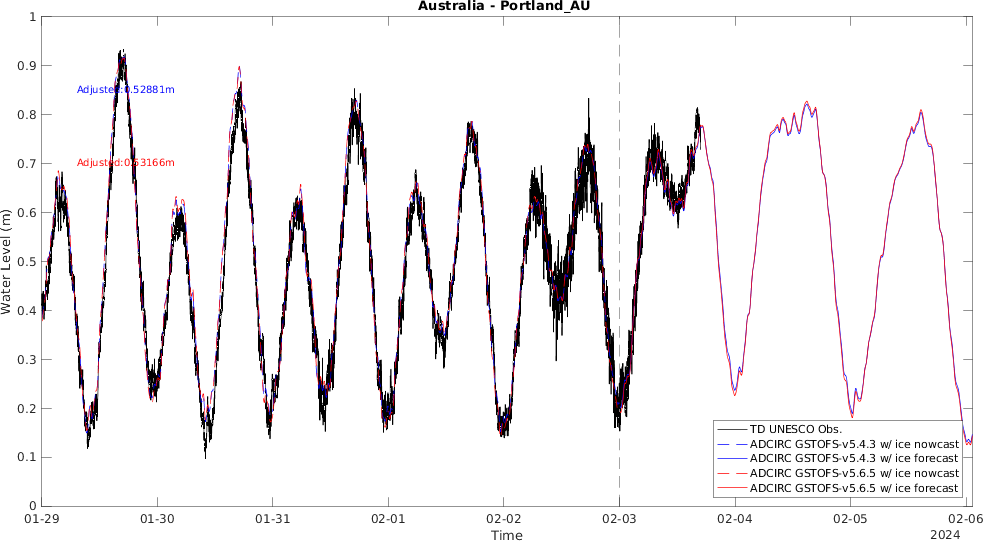 Australia - Portland_AU
1
0.9
0.8
0.7
0.6
0.5
0.4
0.3
0.2
0.1
0
Water Level (m)
Adjusted:0.52881m
Adjusted:0.53166m
TD UNESCO Obs.
ADCIRC GSTOFS-v5.4.3 w/ ice nowcast
ADCIRC GSTOFS-v5.4.3 w/ ice forecast
ADCIRC GSTOFS-v5.6.5 w/ ice nowcast
ADCIRC GSTOFS-v5.6.5 w/ ice forecast
01-29 01-30 01-31 02-01 02-02 02-03 02-04 02-05 02-06
Time
2024